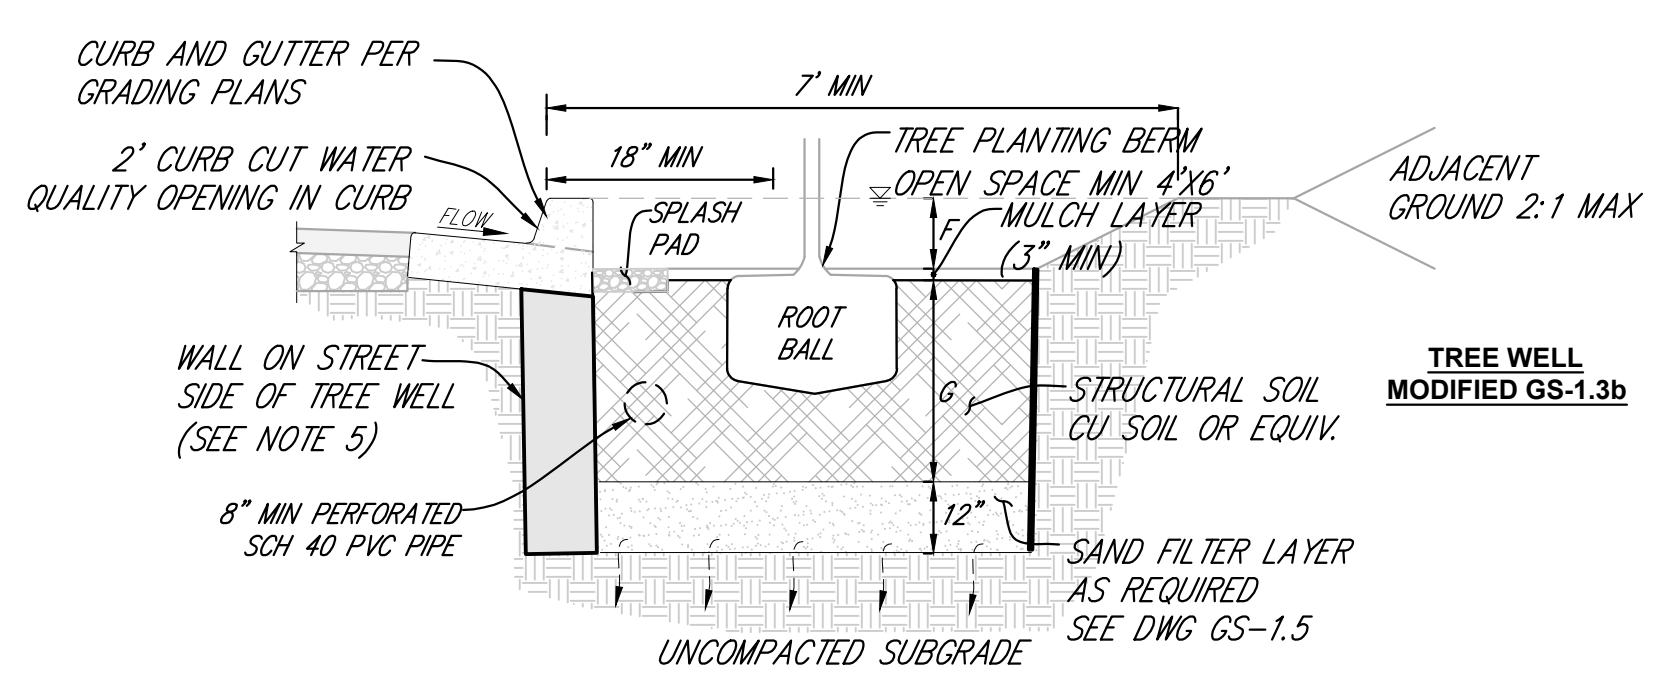 CURB AND GUTTER PER
GRADING PLANS
7' MIN
2' CURB CUT WATER
QUALITY OPENING IN CURB
18" MIN
TREE PLANTING BERM
OPEN SPACE MIN 4'X6'
MULCH LAYER
(3" MIN)
ADJACENT
GROUND 2:1 MAX
FLOW
SPLASH
PAD
F
ROOT
BALL
WALL ON STREET
SIDE OF TREE WELL
(SEE NOTE 5)
G
STRUCTURAL SOIL
CU SOIL OR EQUIV.
TREE WELL
MODIFIED GS-1.3b
8" MIN PERFORATED
SCH 40 PVC PIPE
12"
SAND FILTER LAYER
AS REQUIRED
SEE DWG GS-1.5
UNCOMPACTED SUBGRADE